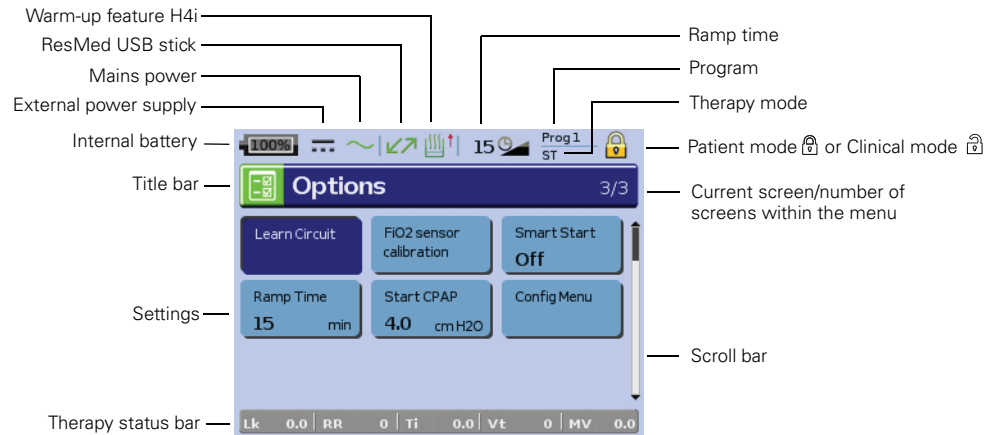 Warm-up feature H4i
ResMed USB stick
Mains power
External power supply
Internal battery
Title bar
Settings
Therapy status bar
Ramp time
Program
Therapy mode
Patient mode or Clinical mode
Current screen/number of
screens within the menu
Scroll bar
100%
15
Prog 1
ST
Options 3/3
Learn Circuit
FiO2 sensor
calibration
Smart Start
Off
Ramp Time
15 min
Start CPAP
4.0 cm H2O
Config Menu
Lk 0.0 RR 0 Ti 0.0 Vt 0 MV 0.0